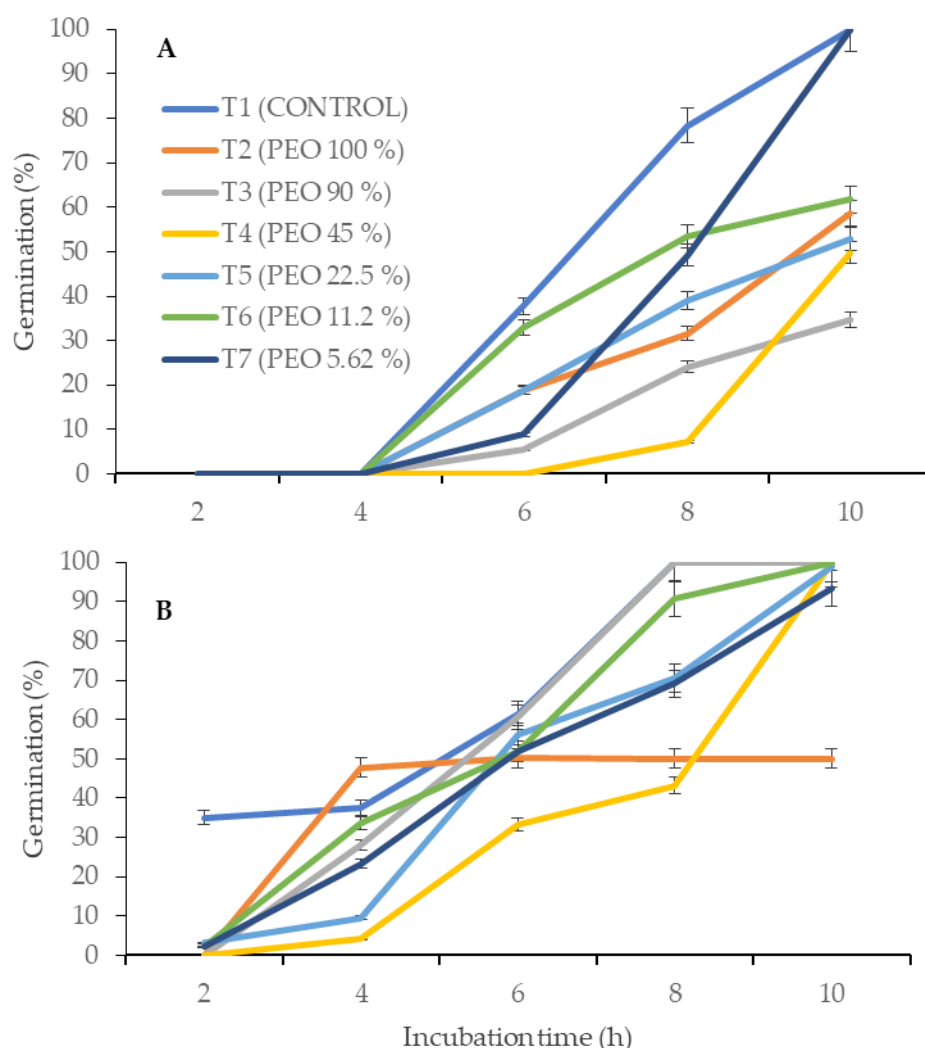 A
Germination (%)
100
90
80
70
60
50
40
30
20
10
0
T1 (CONTROL)
T2 (PEO 100 %)
T3 (PEO 90 %)
T4 (PEO 45 %)
T5 (PEO 22.5 %)
T6 (PEO 11.2 %)
T7 (PEO 5.62 %)
2 4 6 8 10
B
Germination (%)
100
90
80
70
60
50
40
30
20
10
0
2 4 6 8 10
Incubation time (h)